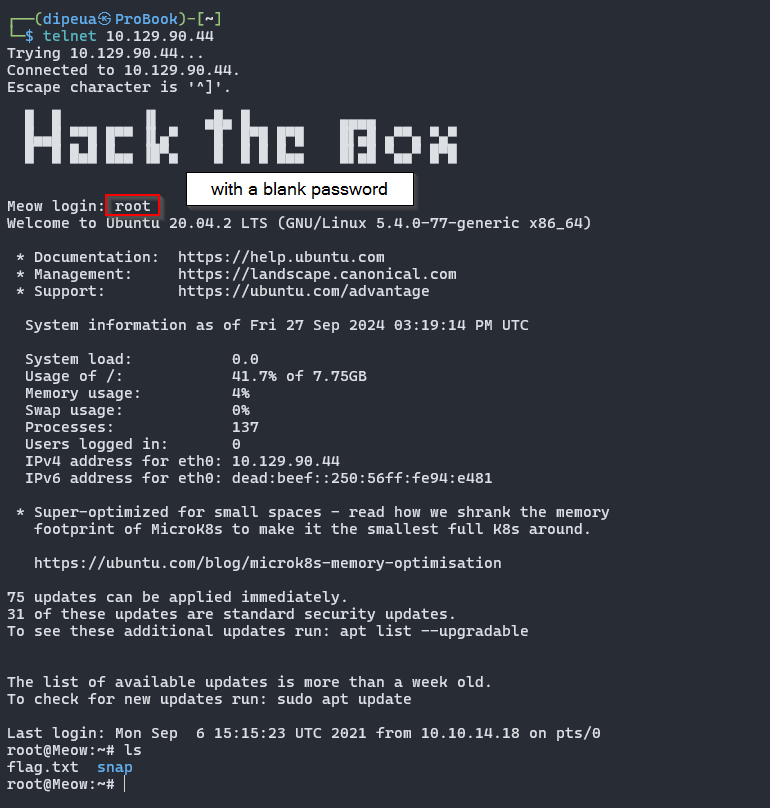 ┌──(dipeua㉿ProBook)-[~]
└─$ telnet 10.129.90.44
Trying 10.129.90.44...
Connected to 10.129.90.44.
Escape character is '^]'.
Hack the Box
with a blank password
Meow login: root
Welcome to Ubuntu 20.04.2 LTS (GNU/Linux 5.4.0-77-generic x86_64)
* Documentation:  https://help.ubuntu.com
* Management:     https://landscape.canonical.com
* Support:        https://ubuntu.com/advantage
System information as of Fri 27 Sep 2024 03:19:14 PM UTC
System load:           0.0
Usage of /:            41.7% of 7.75GB
Memory usage:          4%
Swap usage:            0%
Processes:             137
Users logged in:       0
IPv4 address for eth0: 10.129.90.44
IPv6 address for eth0: dead:beef::250:56ff:fe94:e481
* Super-optimized for small spaces - read how we shrank the memory
footprint of MicroK8s to make it the smallest full K8s around.
https://ubuntu.com/blog/microk8s-memory-optimisation
75 updates can be applied immediately.
31 of these updates are standard security updates.
To see these additional updates run: apt list --upgradable
The list of available updates is more than a week old.
To check for new updates run: sudo apt update
Last login: Mon Sep  6 15:15:23 UTC 2021 from 10.10.14.18 on pts/0
root@Meow:~# ls
flag.txt  snap
root@Meow:~#